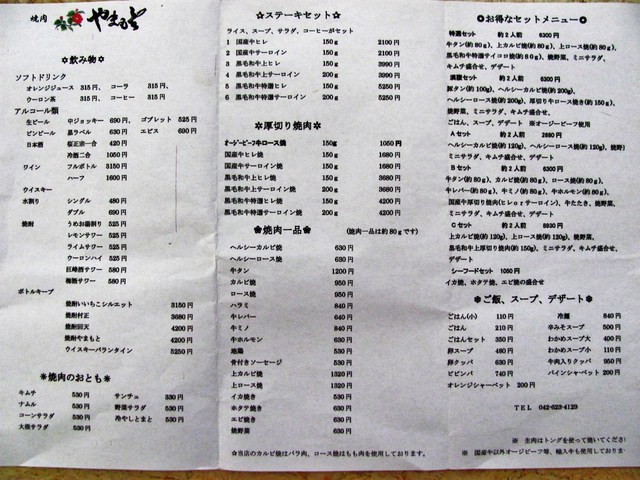 焼肉 やまもと
✡飲み物✡
ソフトドリンク
オレンジジュース 315円、 コーラ 315円、
ウーロン茶 315円、 コーヒー 315円
アルコール類
生ビール 中ジョッキー 690円、 ゴブレット 525円
ビンビール 黒ラベル 630円 エビス 690円
日本酒 桜正宗一合 420円
冷酒二合 1050円
ワイン フルボトル 3150円
ハーフ 1600円
ウイスキー
水割り シングル 480円
ダブル 690円
焼酎 うめお湯割り 525円
レモンサワー 525円
ライムサワー 525円
ウーロンハイ 525円
巨峰酒サワー 580円
梅酒サワー 580円
ボトルキープ
焼酎いいちこシルエット 3150円
焼酎村正 3680円
焼酎田天 4200円
焼酎やまもと 4200円
ウイスキーバランタイン 5250円
✳焼肉のおとも✳
キムチ 530円 サンチェ 330円
ナムル 530円 野菜サラダ 530円
コーンサラダ 530円 冷やしとまと 530円
大根サラダ 530円
☆ステーキセット☆
ライス、スープ、サラダ、コーヒーがセット
1 国産牛ヒレ 150g 2100円
2 国産牛サーロイン 200g 2100円
3 黒毛和牛上ヒレ 150g 3990円
4 黒毛和牛上サーロイン 200g 3990円
5 黒毛和牛特選ヒレ 150g 5250円
6 黒毛和牛特選サーロイン 200g 5250円
✡厚切り焼肉✡
オージービーフ牛ロース焼 150g 1050円
国産牛ヒレ焼 150g 1680円
国産牛サーロイン焼 150g 1680円
黒毛和牛上ヒレ焼 150g 3150円
黒毛和牛上サーロイン焼 200g 3150円
黒毛和牛特選ヒレ焼 150g 4200円
黒毛和牛特選サーロイン焼 200g 4200円
✿焼肉一品✿ (焼肉一品は約80gです)
ヘルシーカルビ焼 630円
ヘルシーロース焼 630円
牛タン 1200円
カルビ焼 950円
ロース焼 950円
ハラミ 840円
牛レバー 640円
牛ミノ 840円
牛ホルモン 630円
地鶏 530円
骨付きソーセージ 530円
上カルビ焼 1320円
上ロース焼 1320円
イカ焼き 530円
ホタテ焼き 630円
エビ焼き 630円
焼野菜 530円
☆当店のカルビ焼はバラ肉、ロース焼はもも肉を使用しております。
✪お得なセットメニュー✪
特選セット 約2人前 6300円
牛タン(約80g)、上カルビ焼(約80g)、上ロース焼(約80g)、
黒毛和牛特選サイコロ焼(約80g)、焼野菜、ミニサラダ、
キムチ盛合せ、デザート
満腹セット 約2人前 6300円
豚タン(約100g)、ヘルシーカルビ焼(約200g)、
ヘルシーロース焼(約200g)、厚切り牛ロース焼き(約150g)、
焼野菜、ミニサラダ、キムチ盛合せ、
ごはん、スープ、デザート ※オージービーフ使用
Aセット 約2人前 2880円
ヘルシーカルビ焼(約120g)、ヘルシーロース焼(約120g)、焼野菜
ミニサラダ、キムチ盛合せ、デザート
Bセット 約2人前 6300円
牛タン(約80g)、カルビ焼(約80g)、ロース焼(約80g)、
牛レバー(約80g)、牛ミノ(約80g)、牛ホルモン(約80g)、
国産牛厚切り焼肉(ヒレorサーロイン)、牛たたき、焼野菜、
ミニサラダ、キムチ盛合せ、デザート
Cセット 約2人前 8930円
上カルビ焼(約120g)、上ロース焼(約120g)、
黒毛和牛上厚切り焼肉(約150g)、ミニサラダ、キムチ盛合せ、
デザート
シーフードセット 1050円
イカ焼き、ホタテ焼、エビ焼の盛合せ
❅ご飯、スープ、デザート❅
ごはん(小) 110円 冷麺 840円
ごはん 210円 辛みそスープ 500円
ごはんセット 350円 わかめスープ大 400円
卵スープ 480円 わかめスープ小 110円
卵クッパ 630円 牛肉入りクッパ 950円
ビビンバ 740円 パインシャーベット 200円
オレンジシャーベット 200円
TEL 042-623-4129
※ 生肉はトングを使って焼いてくださ
※ 国産牛以外オージビーフ等、輸入牛も使用しておりま